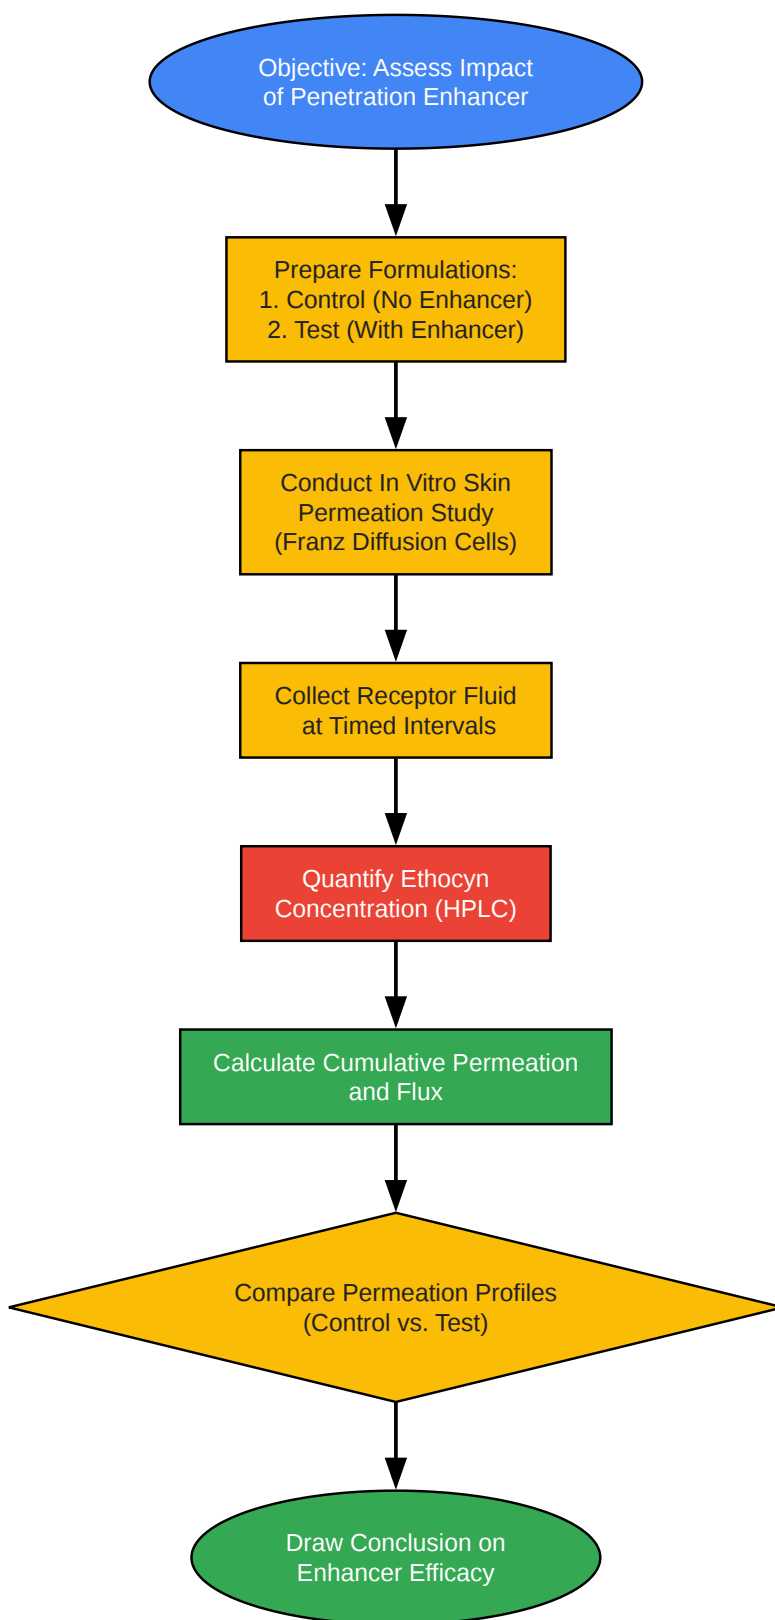 Objective: Assess Impact
of Penetration Enhancer
Prepare Formulations:
1. Control (No Enhancer)
2. Test (With Enhancer)
Conduct In Vitro Skin
Permeation Study
(Franz Diffusion Cells)
Collect Receptor Fluid
at Timed Intervals
Quantify Ethocyn
Concentration (HPLC)
Calculate Cumulative Permeation
and Flux
Compare Permeation Profiles
(Control vs. Test)
Draw Conclusion on
Enhancer Efficacy